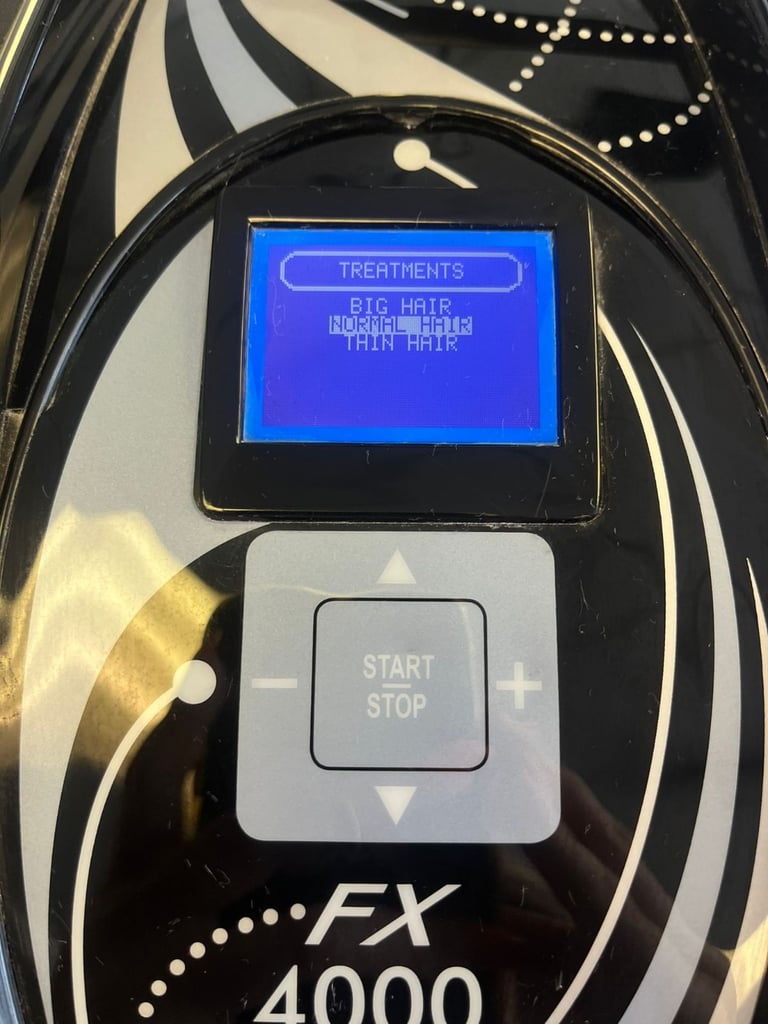 TREATMENTS
BIG HAIR
NORMAL HAIR
THIN HAIR
START
STOP
FX
4000